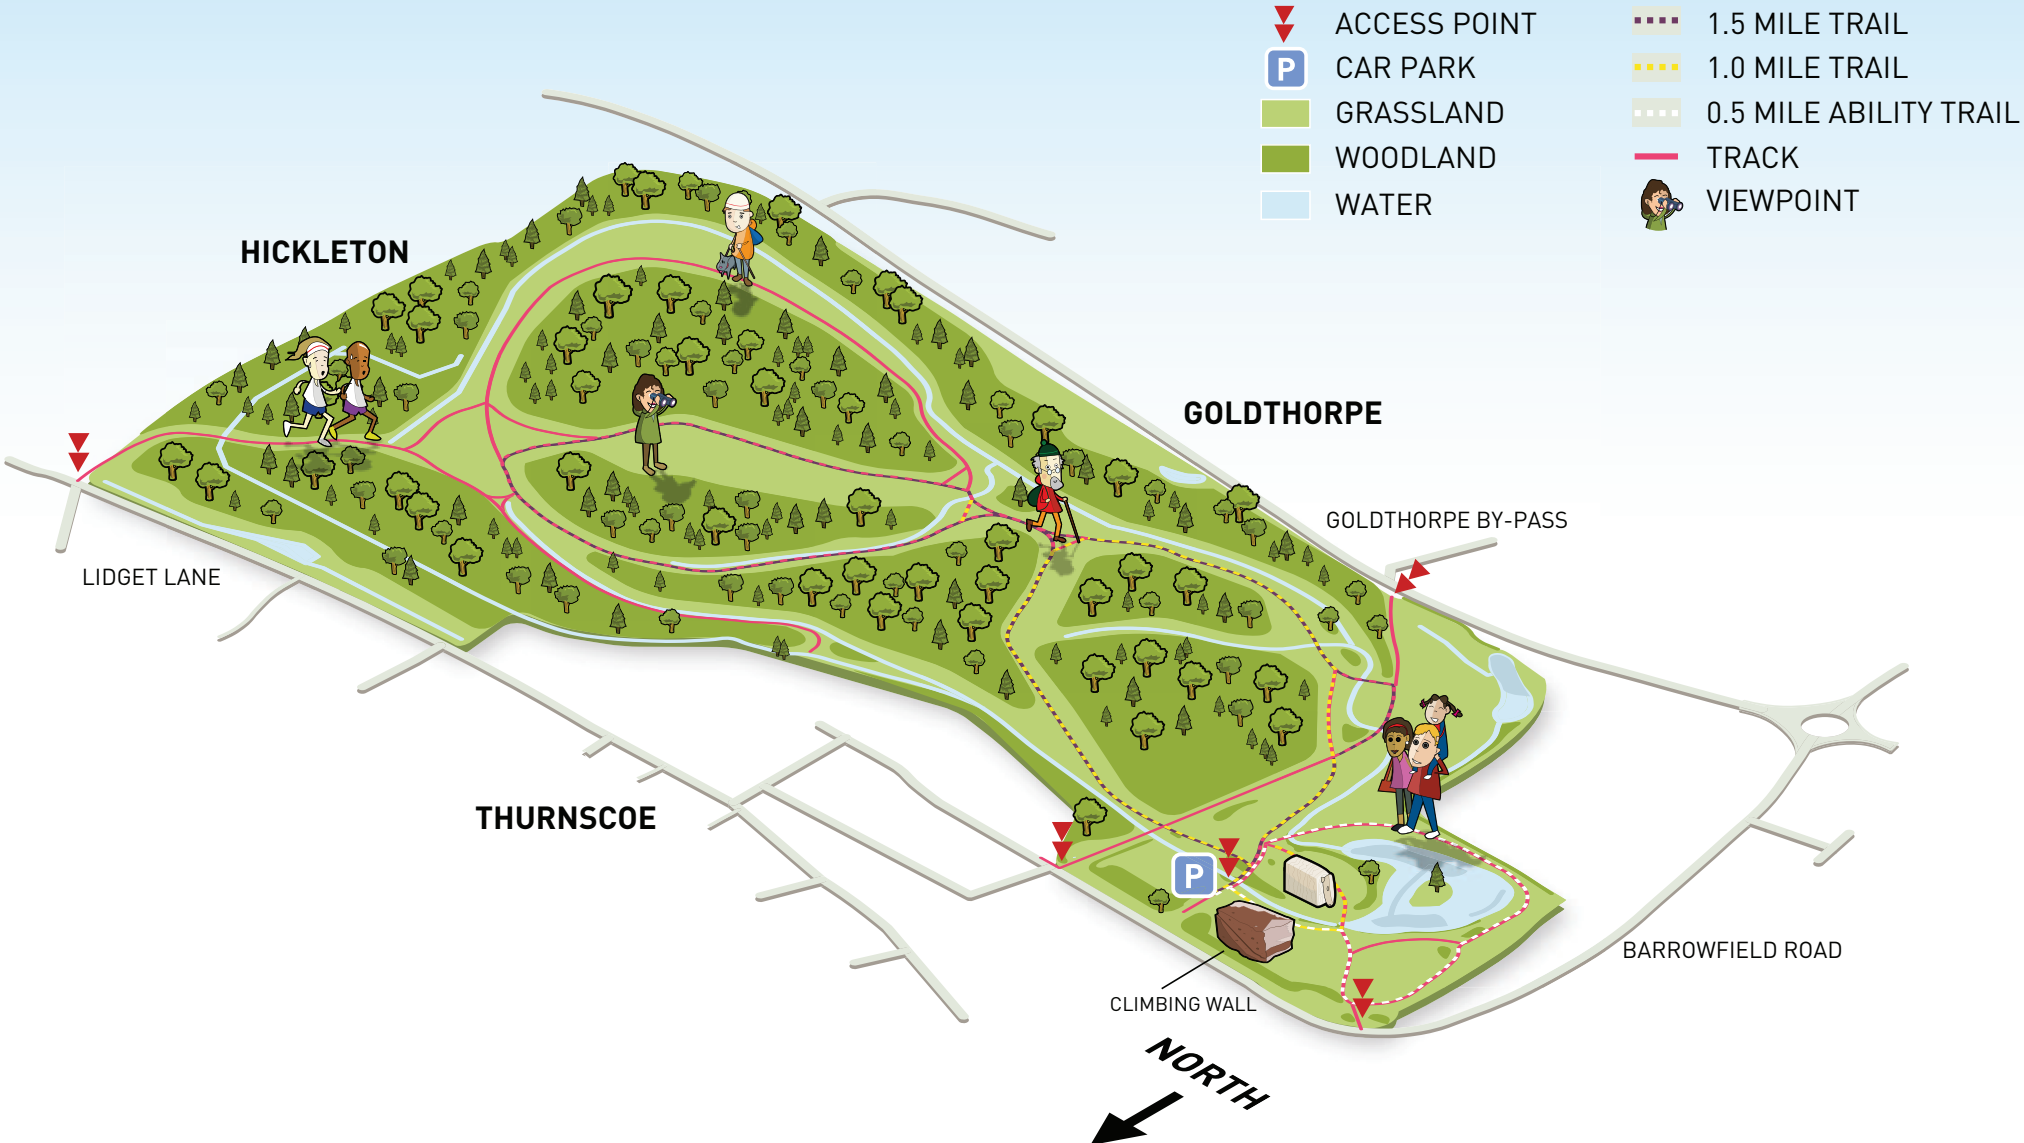 ACCESS POINT
CAR PARK
GRASSLAND
WOODLAND
WATER
1.5 MILE TRAIL
1.0 MILE TRAIL
0.5 MILE ABILITY TRAIL
TRACK
VIEWPOINT
HICKLETON
GOLDTHORPE
GOLDTHORPE BY-PASS
LIDGET LANE
THURNSCOE
BARROWFIELD ROAD
CLIMBING WALL
NORTH
P
P